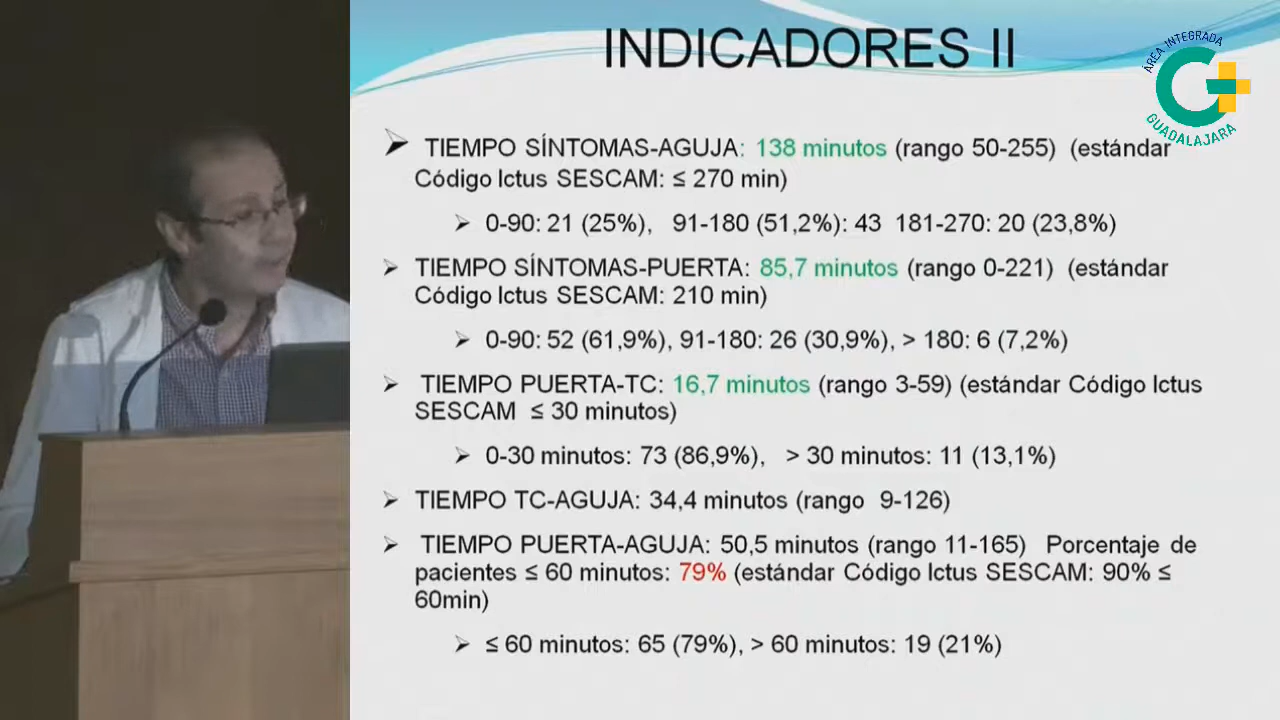 INDICADORES II
ÁREA INTEGRADA
GUADALAJARA
➢ TIEMPO SÍNTOMAS-AGUJA: 138 minutos (rango 50-255) (estándar
Código Ictus SESCAM: ≤ 270 min)
➢ 0-90: 21 (25%), 91-180 (51,2%): 43 181-270: 20 (23,8%)
➢ TIEMPO SÍNTOMAS-PUERTA: 85,7 minutos (rango 0-221) (estándar
Código Ictus SESCAM: 210 min)
➢ 0-90: 52 (61,9%), 91-180: 26 (30,9%), > 180: 6 (7,2%)
➢ TIEMPO PUERTA-TC: 16,7 minutos (rango 3-59) (estándar Código Ictus
SESCAM ≤ 30 minutos)
➢ 0-30 minutos: 73 (86,9%), > 30 minutos: 11 (13,1%)
➢ TIEMPO TC-AGUJA: 34,4 minutos (rango 9-126)
➢ TIEMPO PUERTA-AGUJA: 50,5 minutos (rango 11-165) Porcentaje de
pacientes ≤ 60 minutos: 79% (estándar Código Ictus SESCAM: 90% ≤
60min)
➢ ≤ 60 minutos: 65 (79%), > 60 minutos: 19 (21%)